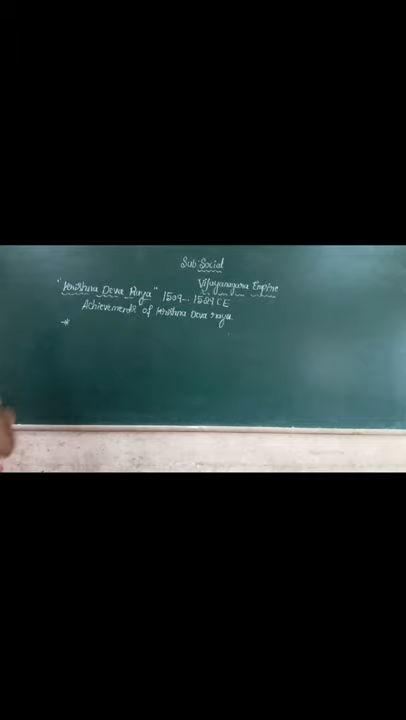 Sub:Social
Vijayanagara Empire
"Krishna Deva Raya" 1509-1529 CE
Achievements of Krishna Deva raya
*